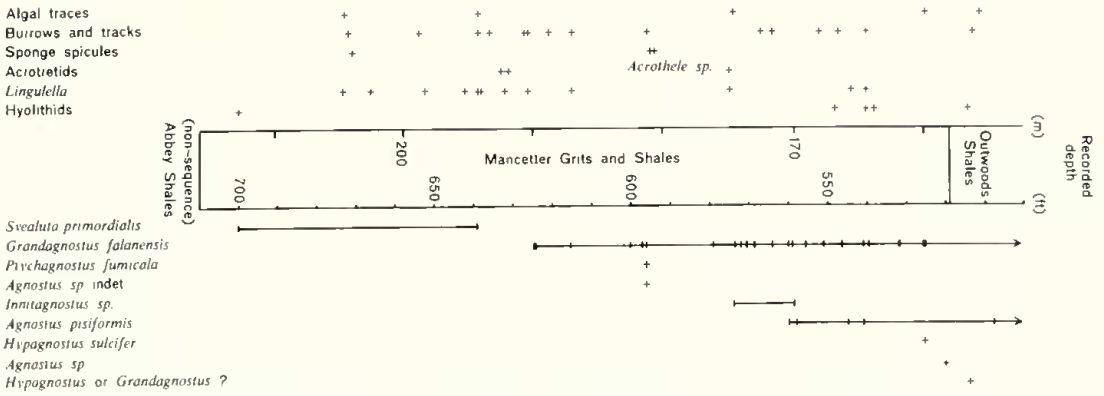 Algal traces
Burrows and tracks
Sponge spicules
Acrotretids
Acrothele sp.
Lingulella
Hyolithids
Abbey Shales
(non-sequence)
200
Mancetter Grits and Shales
170
Outwoods
Shales
(m)
(ft)
Recorded
depth
700
650
600
550
Svealuta primordialis
Grandagnostus falanensis
Ptychagnostus fumicola
Agnostus sp indet
Innitagnostus sp.
Agnostus pisiformis
Hypagnostus sulcifer
Agnostus sp
Hypognostus or Grandagnostus ?